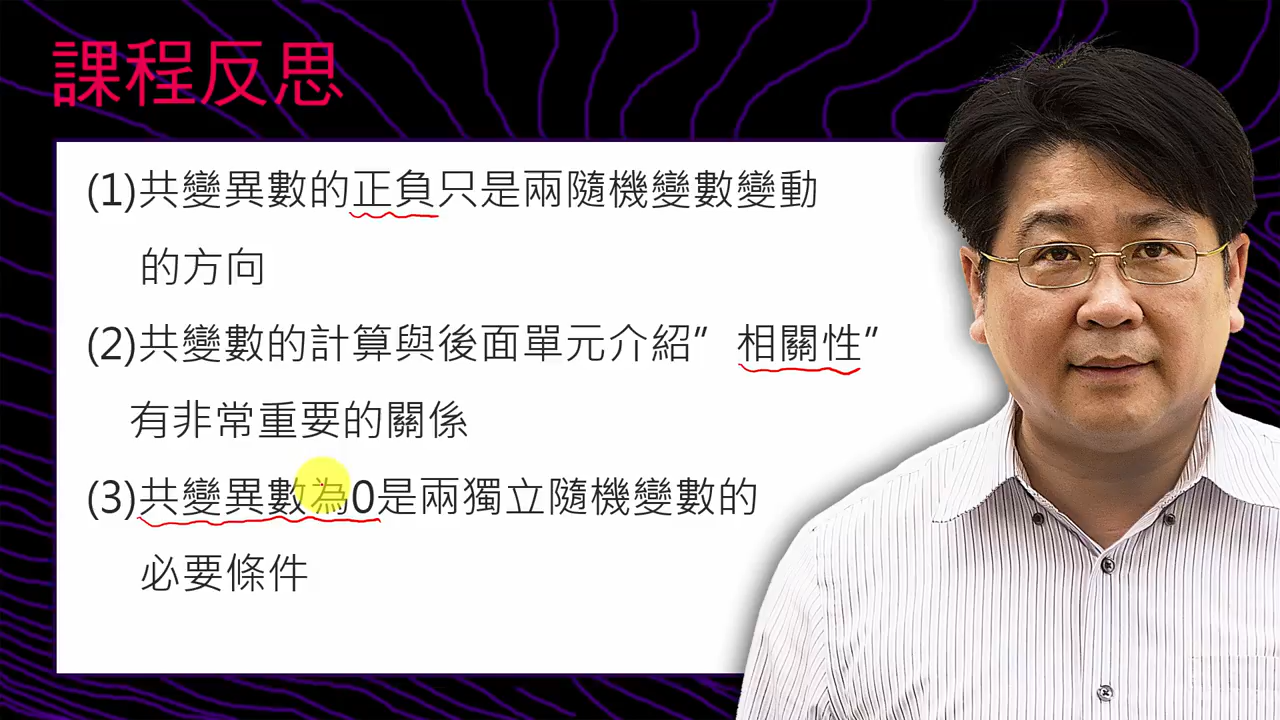 課程反思
(1)共變異數的正負只是兩隨機變數變動
的方向
(2)共變數的計算與後面單元介紹”相關性”
有非常重要的關係
(3)共變異數為0是兩獨立隨機變數的
必要條件